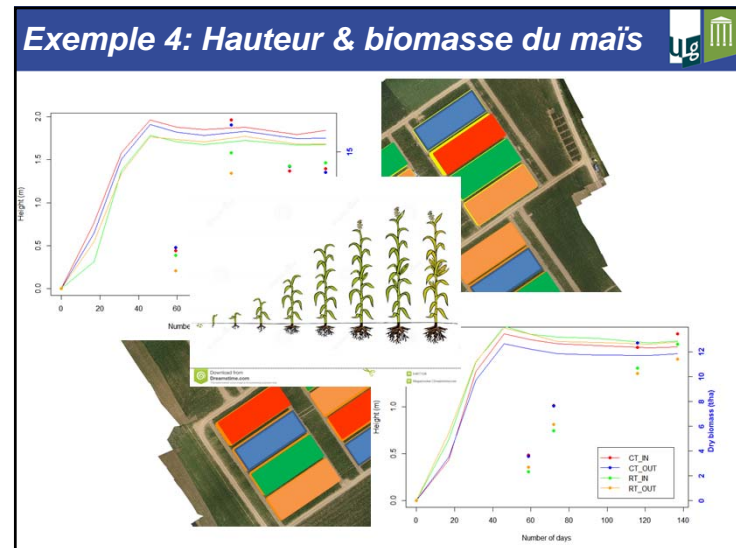 Exemple 4: Hauteur & biomasse du maïs
ULg
Height (m)
2.0
1.5
1.0
0.5
0.0
15
0
20
40
60
Numbe
Download from
Dreamstime.com
Height (m)
1.0
0.5
0.0
Dry biomass (t/ha)
12
10
8
6
4
2
0
CT_IN
CT_OUT
RT_IN
RT_OUT
0
20
40
60
80
100
120
140
Number of days